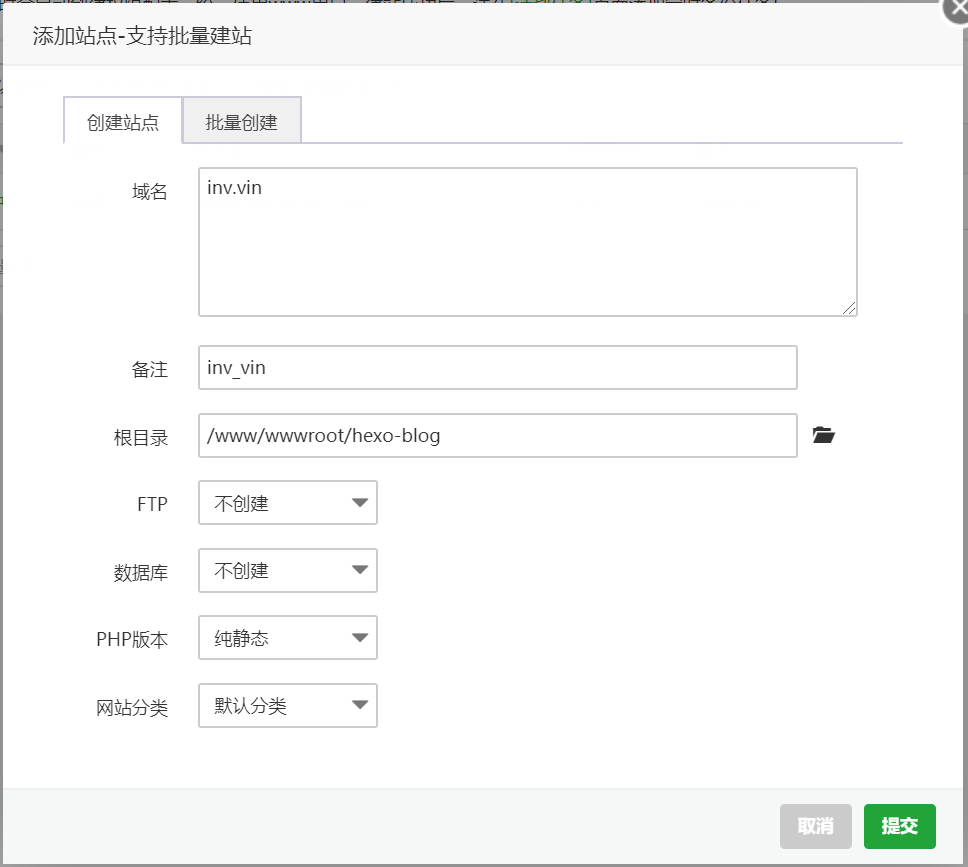 添加站点-支持批量建站
创建站点
批量创建
域名
inv.vin
备注
inv_vin
根目录
/www/wwwroot/hexo-blog
FTP
不创建
数据库
不创建
PHP版本
纯静态
网站分类
默认分类
取消
提交